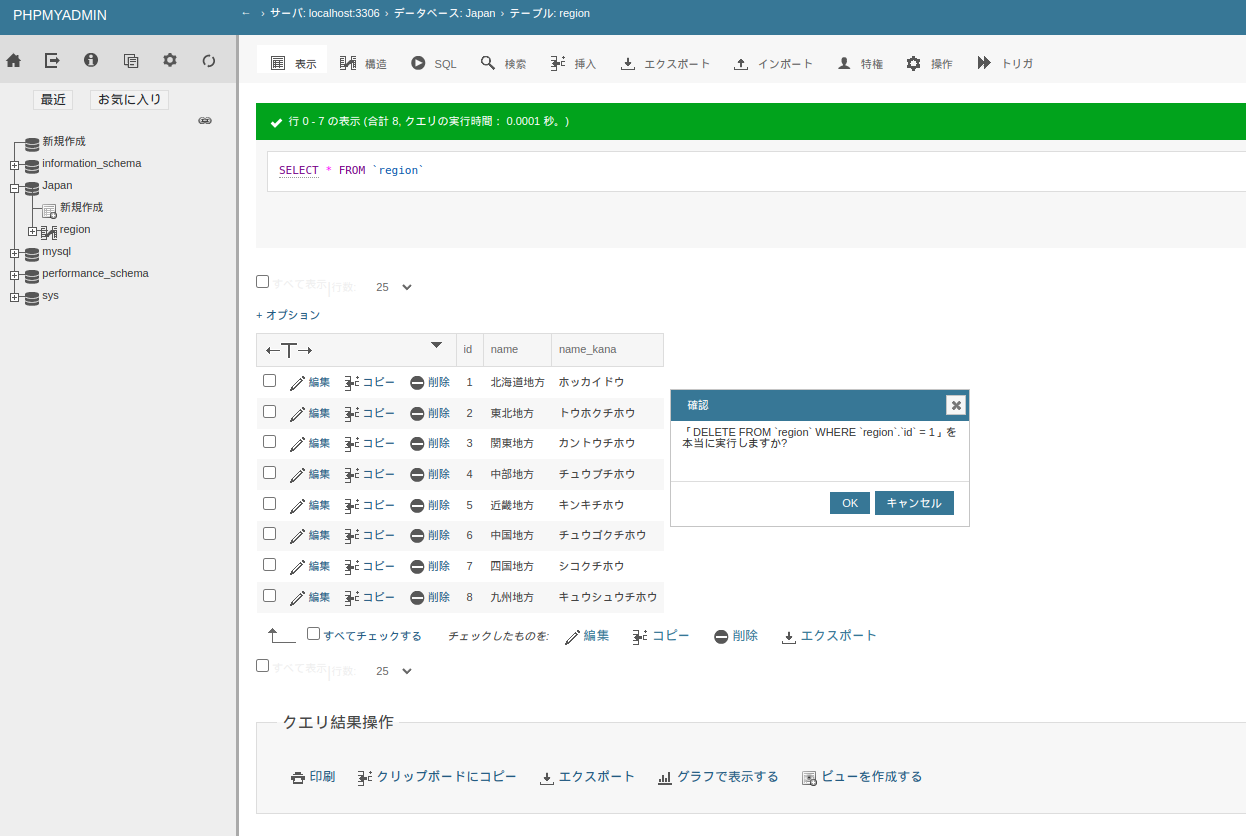 PHPMYADMIN
← › サーバ: localhost:3306 › データベース: Japan › テーブル: region
表示 構造 SQL 検索 挿入 エクスポート インポート 特権 操作 トリガ
最近 お気に入り
新規作成
information_schema
Japan
新規作成
region
mysql
performance_schema
sys
行 0 - 7 の表示 (合計 8, クエリの実行時間： 0.0001 秒。)
SELECT * FROM `region`
すべて表示 | 行数: 25
+ オプション
←T→ id name name_kana
編集 コピー 削除 1 北海道地方 ホッカイドウ
編集 コピー 削除 2 東北地方 トウホクチホウ
編集 コピー 削除 3 関東地方 カントウチホウ
編集 コピー 削除 4 中部地方 チュウブチホウ
編集 コピー 削除 5 近畿地方 キンキチホウ
編集 コピー 削除 6 中国地方 チュウゴクチホウ
編集 コピー 削除 7 四国地方 シコクチホウ
編集 コピー 削除 8 九州地方 キュウシュウチホウ
確認
「 DELETE FROM `region` WHERE `region`.`id` = 1 」を
本当に実行しますか?
OK キャンセル
すべてチェックする チェックしたものを: 編集 コピー 削除 エクスポート
すべて表示 | 行数: 25
クエリ結果操作
印刷 クリップボードにコピー エクスポート グラフで表示する ビューを作成する